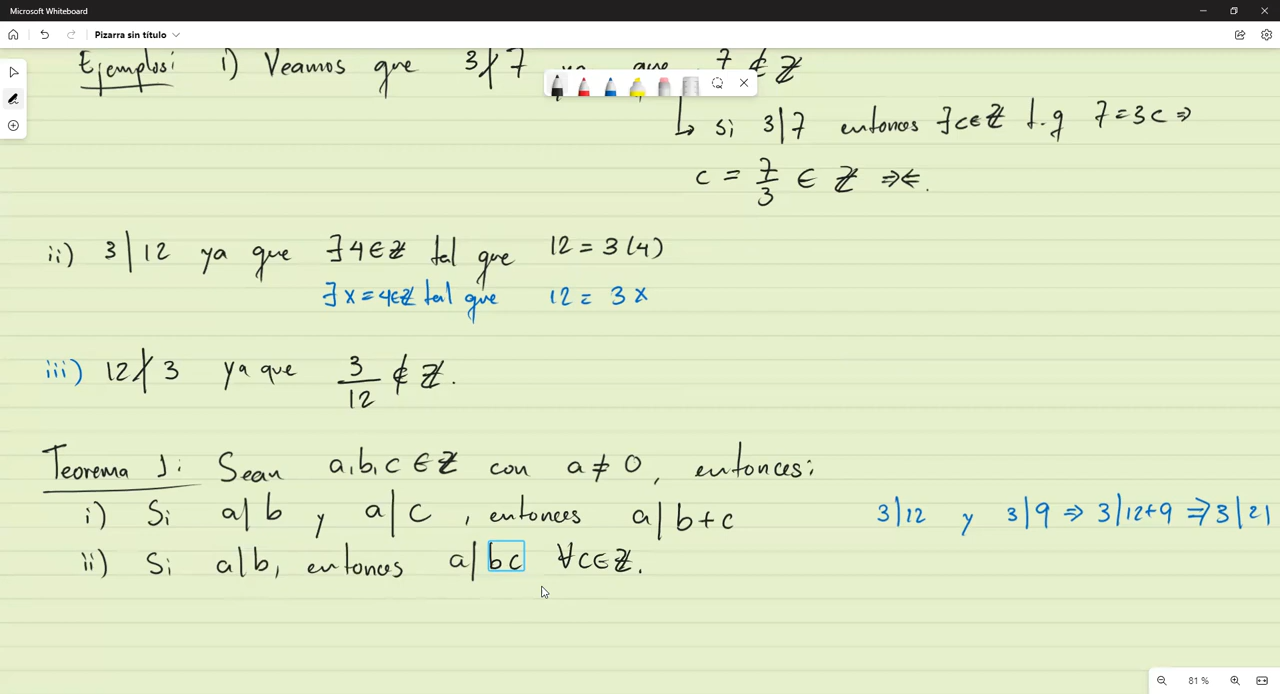 Microsoft Whiteboard
Pizarra sin título
Ejemplos: i) Veamos que 3∤7 ya que 7 ∉ ℤ
↳ si 3|7 entonces ∃c∈ℤ t.q 7=3c ⇒
c = 7/3 ∈ ℤ ⇒⇐.
ii) 3|12 ya que ∃4∈ℤ tal que 12 = 3(4)
∃x=4∈ℤ tal que 12 = 3x
iii) 12∤3 ya que 3/12 ∉ ℤ.
Teorema 1: Sean a,b,c ∈ ℤ con a ≠ 0, entonces:
i) Si a|b y a|c, entonces a|b+c 3|12 y 3|9 ⇒ 3|12+9 ⇒ 3|21
ii) Si a|b, entonces a|bc ∀c∈ℤ.
81 %